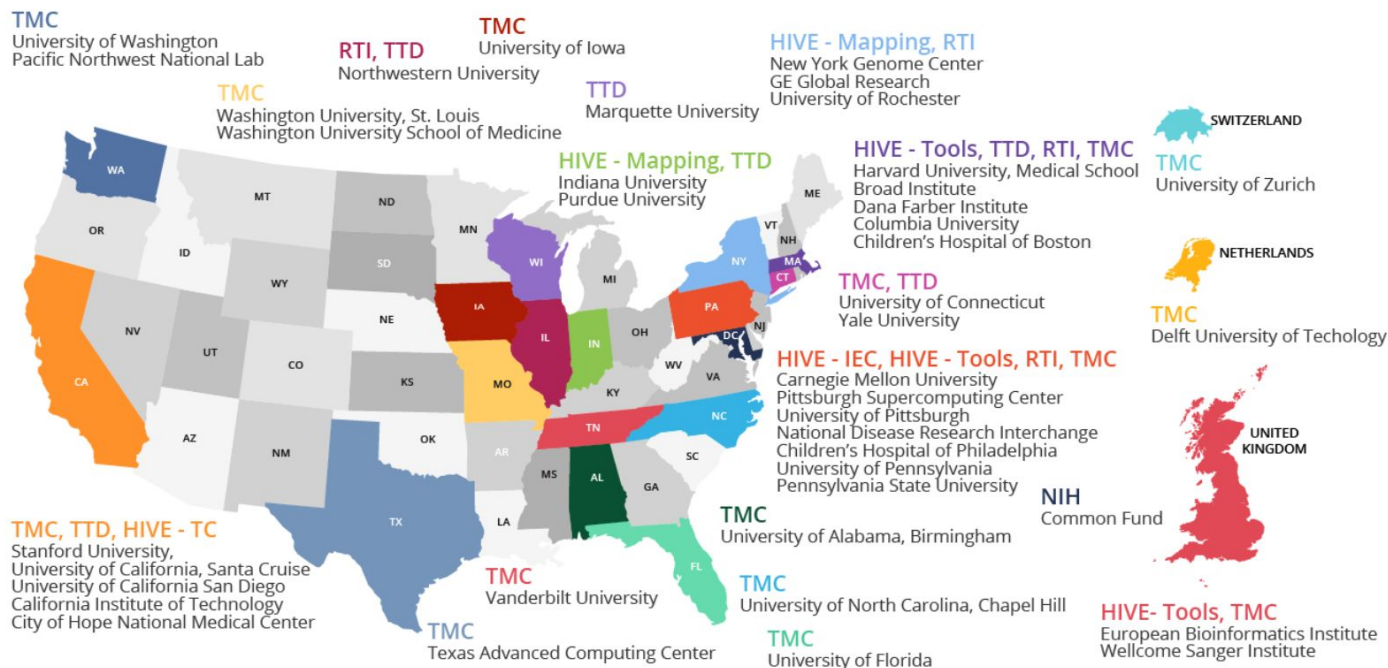 TMC
University of Washington
Pacific Northwest National Lab
RTI, TTD
Northwestern University
TMC
University of Iowa
TMC
Washington University, St. Louis
Washington University School of Medicine
TTD
Marquette University
HIVE - Mapping, RTI
New York Genome Center
GE Global Research
University of Rochester
HIVE - Mapping, TTD
Indiana University
Purdue University
HIVE - Tools, TTD, RTI, TMC
Harvard University, Medical School
Broad Institute
Dana Farber Institute
Columbia University
Children's Hospital of Boston
TMC, TTD
University of Connecticut
Yale University
HIVE - IEC, HIVE - Tools, RTI, TMC
Carnegie Mellon University
Pittsburgh Supercomputing Center
University of Pittsburgh
National Disease Research Interchange
Children's Hospital of Philadelphia
University of Pennsylvania
Pennsylvania State University
NIH
Common Fund
TMC
University of Alabama, Birmingham
TMC
University of North Carolina, Chapel Hill
TMC
University of Florida
TMC
Vanderbilt University
TMC
Texas Advanced Computing Center
TMC, TTD, HIVE - TC
Stanford University,
University of California, Santa Cruise
University of California San Diego
California Institute of Technology
City of Hope National Medical Center
SWITZERLAND
TMC
University of Zurich
NETHERLANDS
TMC
Delft University of Techology
UNITED
KINGDOM
HIVE- Tools, TMC
European Bioinformatics Institute
Wellcome Sanger Institute
WA
OR
CA
NV
ID
MT
WY
UT
AZ
CO
NM
ND
SD
NE
KS
OK
TX
MN
IA
MO
AR
LA
WI
IL
MI
IN
OH
KY
TN
MS
AL
GA
FL
SC
NC
VA
WV
DC
PA
NJ
NY
CT
MA
VT
NH
ME